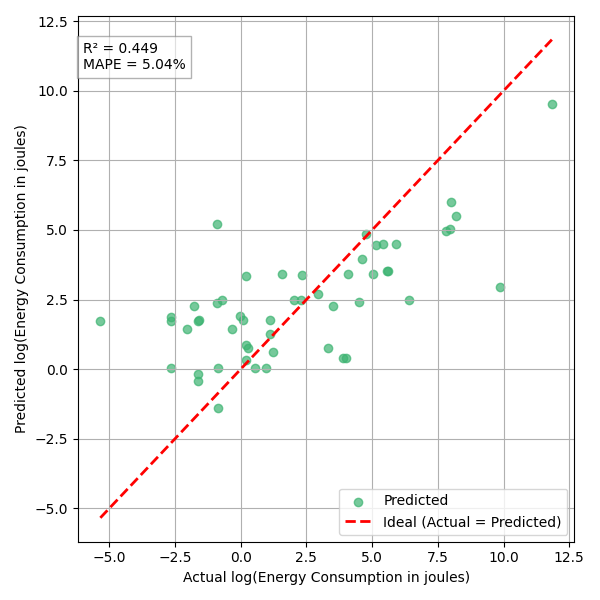 R² = 0.449
MAPE = 5.04%
Predicted log(Energy Consumption in joules)
12.5
10.0
7.5
5.0
2.5
0.0
−2.5
−5.0
Predicted
Ideal (Actual = Predicted)
−5.0 −2.5 0.0 2.5 5.0 7.5 10.0 12.5
Actual log(Energy Consumption in joules)